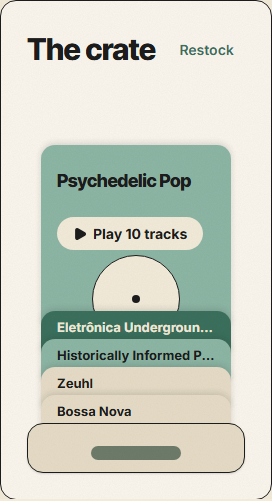 The crate
Restock
Psychedelic Pop
Play 10 tracks
Eletrônica Undergroun...
Historically Informed P...
Zeuhl
Bossa Nova